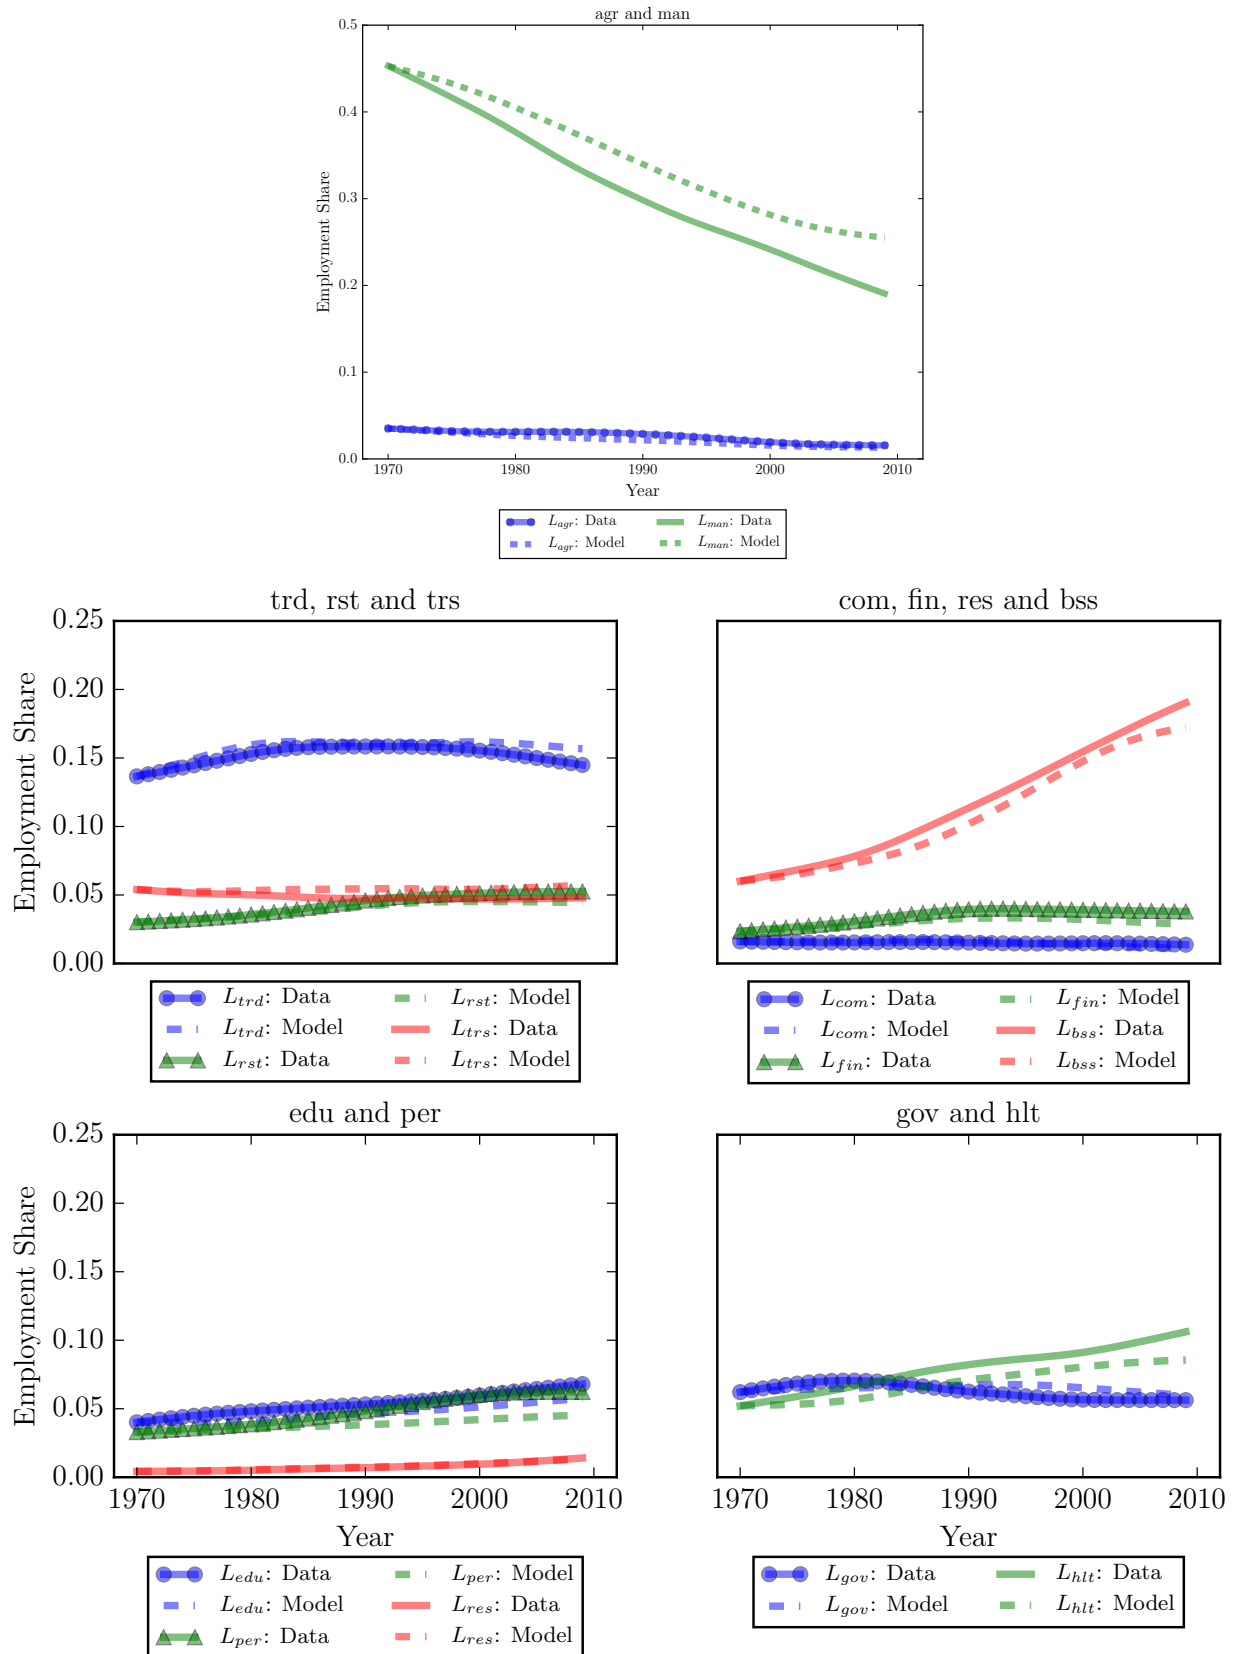 agr and man
0.5
0.4
0.3
0.2
0.1
0.0
Employment Share
1970 1980 1990 2000 2010
Year
L_agr: Data L_man: Data
L_agr: Model L_man: Model
trd, rst and trs
0.25
0.20
0.15
0.10
0.05
0.00
Employment Share
L_trd: Data L_rst: Model
L_trd: Model L_trs: Data
L_rst: Data L_trs: Model
com, fin, res and bss
L_com: Data L_fin: Model
L_com: Model L_bss: Data
L_fin: Data L_bss: Model
edu and per
0.25
0.20
0.15
0.10
0.05
0.00
Employment Share
1970 1980 1990 2000 2010
Year
L_edu: Data L_per: Model
L_edu: Model L_res: Data
L_per: Data L_res: Model
gov and hlt
1970 1980 1990 2000 2010
Year
L_gov: Data L_hlt: Data
L_gov: Model L_hlt: Model